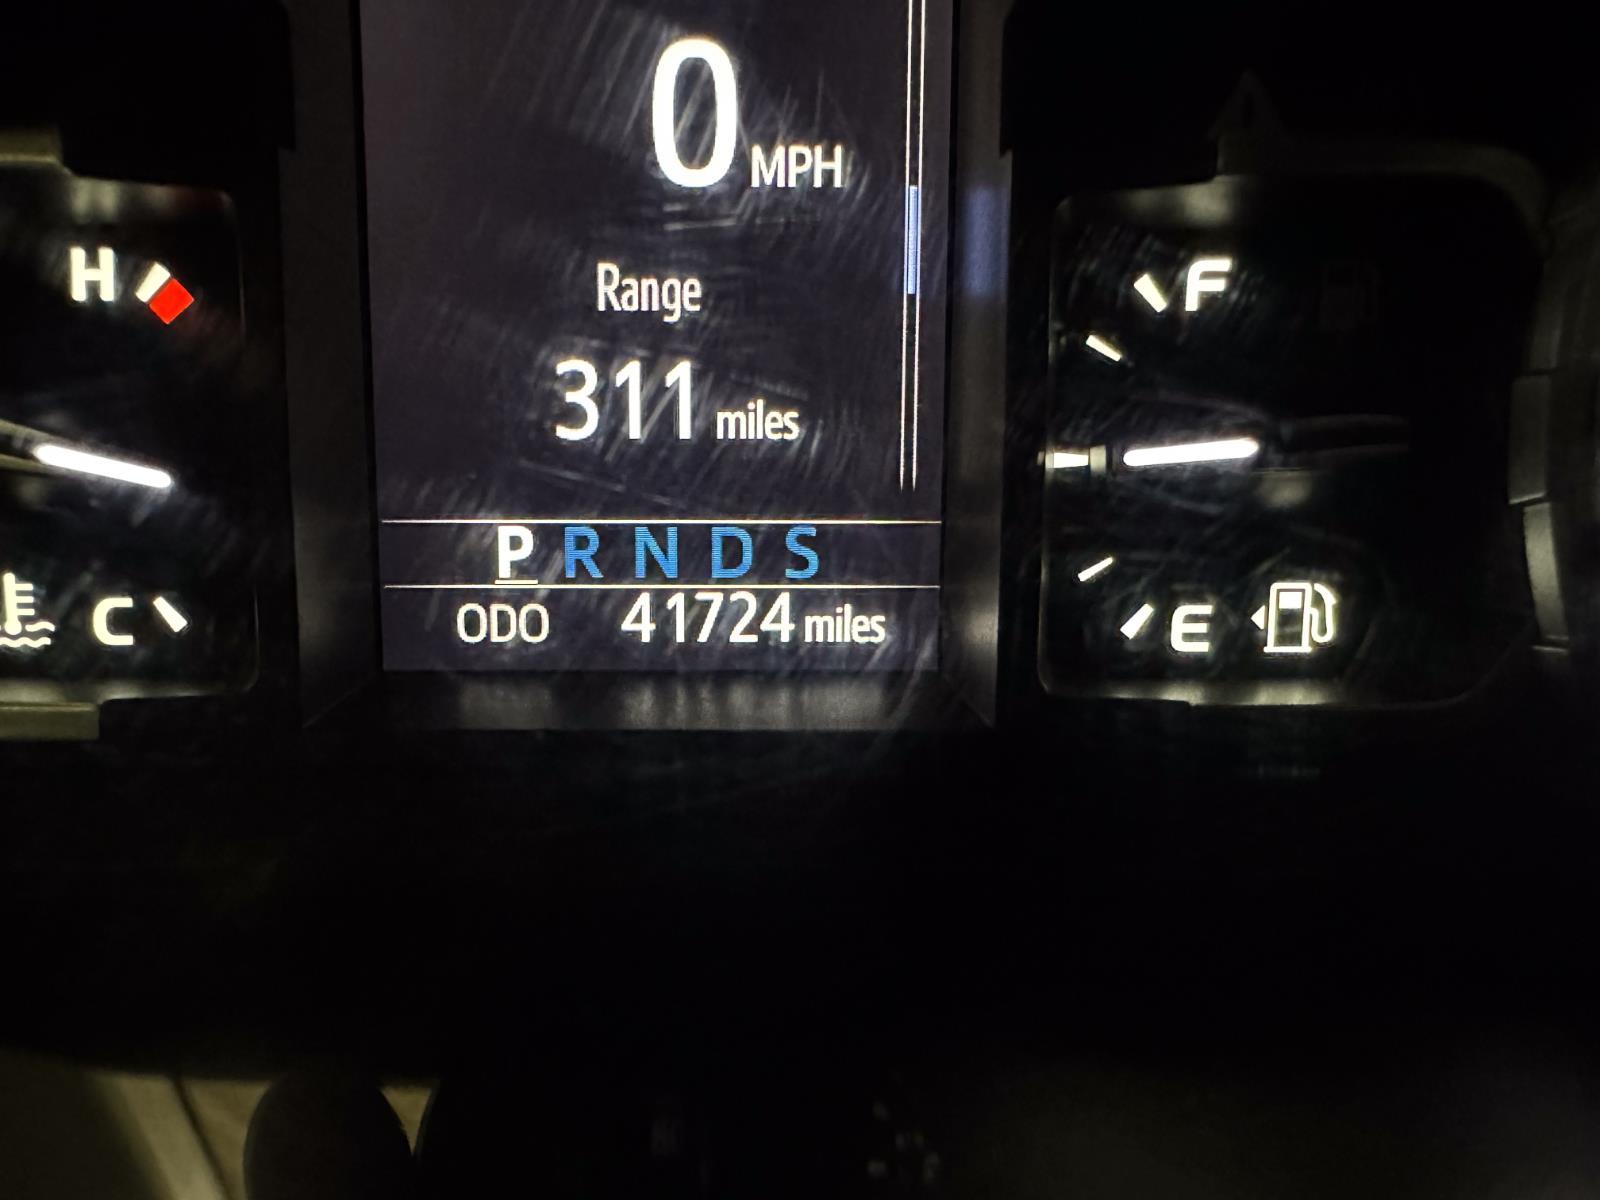 0 MPH
Range
311 miles
P R N D S
ODO 41724 miles
H
C
F
E